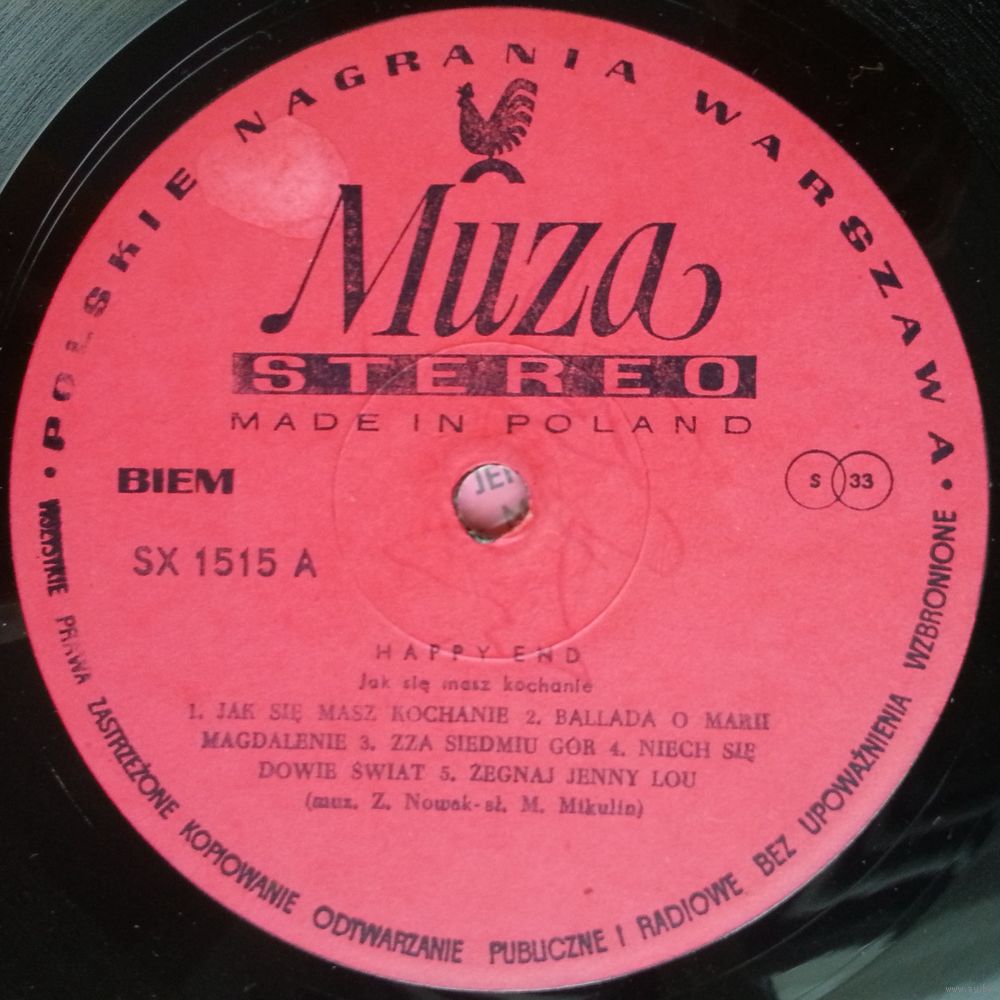 POLSKIE NAGRANIA WARSZAWA
Muza
STEREO
MADE IN POLAND
BIEM
S 33
JEN
SX 1515 A
HAPPY END
Jak się masz kochanie
1. JAK SIĘ MASZ KOCHANIE 2. BALLADA O MARII
MAGDALENIE 3. ZZA SIEDMIU GÓR 4. NIECH SIĘ
DOWIE ŚWIAT 5. ŻEGNAJ JENNY LOU
(muz. Z. Nowak-sł. M. Mikulin)
• WSZYSTKIE PRAWA ZASTRZEŻONE KOPIOWANIE ODTWARZANIE PUBLICZNE I RADIOWE BEZ UPOWAŻNIENIA WZBRONIONE •